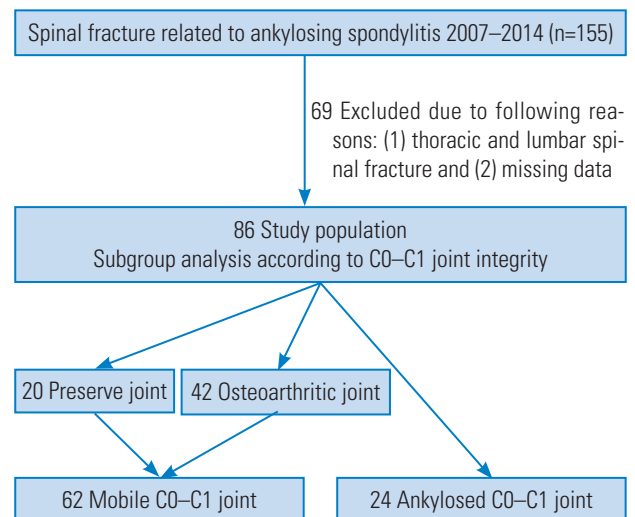 Spinal fracture related to ankylosing spondylitis 2007–2014 (n=155)
69 Excluded due to following rea-
sons: (1) thoracic and lumbar spi-
nal fracture and (2) missing data
86 Study population
Subgroup analysis according to C0–C1 joint integrity
20 Preserve joint
42 Osteoarthritic joint
62 Mobile C0–C1 joint
24 Ankylosed C0–C1 joint